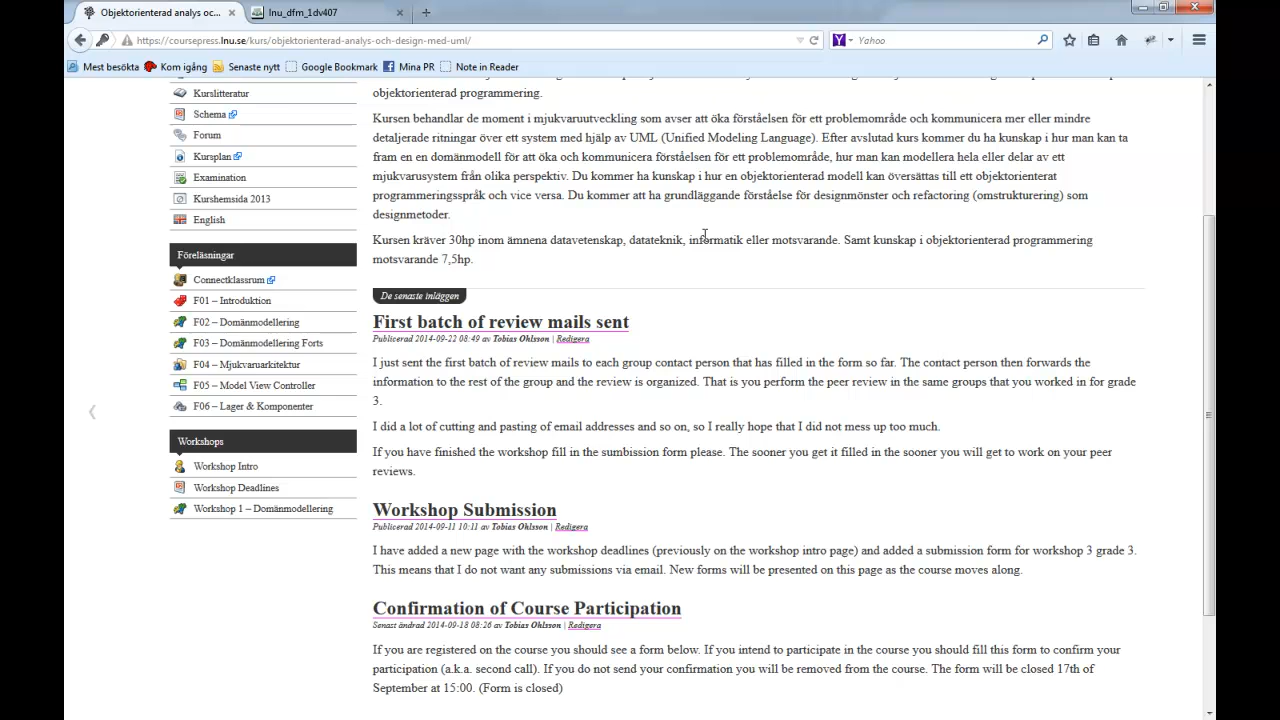 Objektorienterad analys oc...
lnu_dfm_1dv407
https://coursepress.lnu.se/kurs/objektorienterad-analys-och-design-med-uml/
Yahoo
Mest besökta
Kom igång
Senaste nytt
Google Bookmark
Mina PR
Note in Reader
Kurslitteratur
Schema
Forum
Kursplan
Examination
Kurshemsida 2013
English
Föreläsningar
Connectklassrum
F01 – Introduktion
F02 – Domänmodellering
F03 – Domänmodellering Forts
F04 – Mjukvaruarkitektur
F05 – Model View Controller
F06 – Lager & Komponenter
Workshops
Workshop Intro
Workshop Deadlines
Workshop 1 – Domänmodellering
objektorienterad programmering.
Kursen behandlar de moment i mjukvaruutveckling som avser att öka förståelsen för ett problemområde och kommunicera mer eller mindre
detaljerade ritningar över ett system med hjälp av UML (Unified Modeling Language). Efter avslutad kurs kommer du ha kunskap i hur man kan ta
fram en en domänmodell för att öka och kommunicera förståelsen för ett problemområde, hur man kan modellera hela eller delar av ett
mjukvarusystem från olika perspektiv. Du kommer ha kunskap i hur en objektorienterad modell kan översättas till ett objektorienterat
programmeringsspråk och vice versa. Du kommer att ha grundläggande förståelse för designmönster och refactoring (omstrukturering) som
designmetoder.
Kursen kräver 30hp inom ämnena datavetenskap, datateknik, informatik eller motsvarande. Samt kunskap i objektorienterad programmering
motsvarande 7,5hp.
De senaste inläggen
First batch of review mails sent
Publicerad 2014-09-22 08:49 av Tobias Ohlsson | Redigera
I just sent the first batch of review mails to each group contact person that has filled in the form so far. The contact person then forwards the
information to the rest of the group and the review is organized. That is you perform the peer review in the same groups that you worked in for grade
3.
I did a lot of cutting and pasting of email addresses and so on, so I really hope that I did not mess up too much.
If you have finished the workshop fill in the sumbission form please. The sooner you get it filled in the sooner you will get to work on your peer
reviews.
Workshop Submission
Publicerad 2014-09-11 10:11 av Tobias Ohlsson | Redigera
I have added a new page with the workshop deadlines (previously on the workshop intro page) and added a submission form for workshop 3 grade 3.
This means that I do not want any submissions via email. New forms will be presented on this page as the course moves along.
Confirmation of Course Participation
Senast ändrad 2014-09-18 08:26 av Tobias Ohlsson | Redigera
If you are registered on the course you should see a form below. If you intend to participate in the course you should fill this form to confirm your
participation (a.k.a. second call). If you do not send your confirmation you will be removed from the course. The form will be closed 17th of
September at 15:00. (Form is closed)